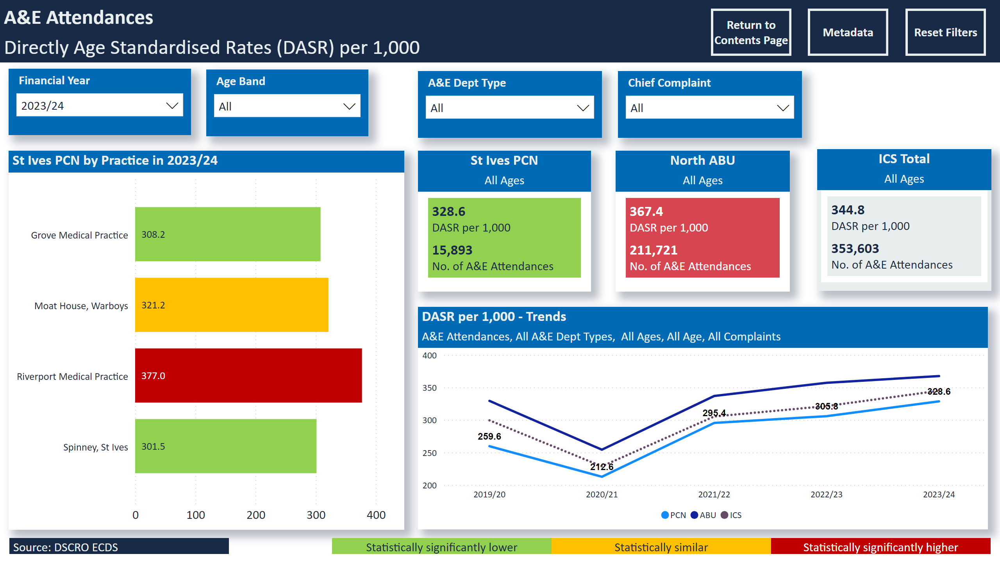 A&E Attendances
Directly Age Standardised Rates (DASR) per 1,000
Return to
Contents Page
Metadata
Reset Filters
Financial Year
2023/24
Age Band
All
A&E Dept Type
All
Chief Complaint
All
St Ives PCN by Practice in 2023/24
Grove Medical Practice
308.2
Moat House, Warboys
321.2
Riverport Medical Practice
377.0
Spinney, St Ives
301.5
0 100 200 300 400
St Ives PCN
All Ages
328.6
DASR per 1,000
15,893
No. of A&E Attendances
North ABU
All Ages
367.4
DASR per 1,000
211,721
No. of A&E Attendances
ICS Total
All Ages
344.8
DASR per 1,000
353,603
No. of A&E Attendances
DASR per 1,000 - Trends
A&E Attendances, All A&E Dept Types,  All Ages, All Age, All Complaints
400
350
300
250
200
259.6
212.6
295.4
305.8
328.6
2019/20 2020/21 2021/22 2022/23 2023/24
PCN ABU ICS
Source: DSCRO ECDS
Statistically significantly lower
Statistically similar
Statistically significantly higher